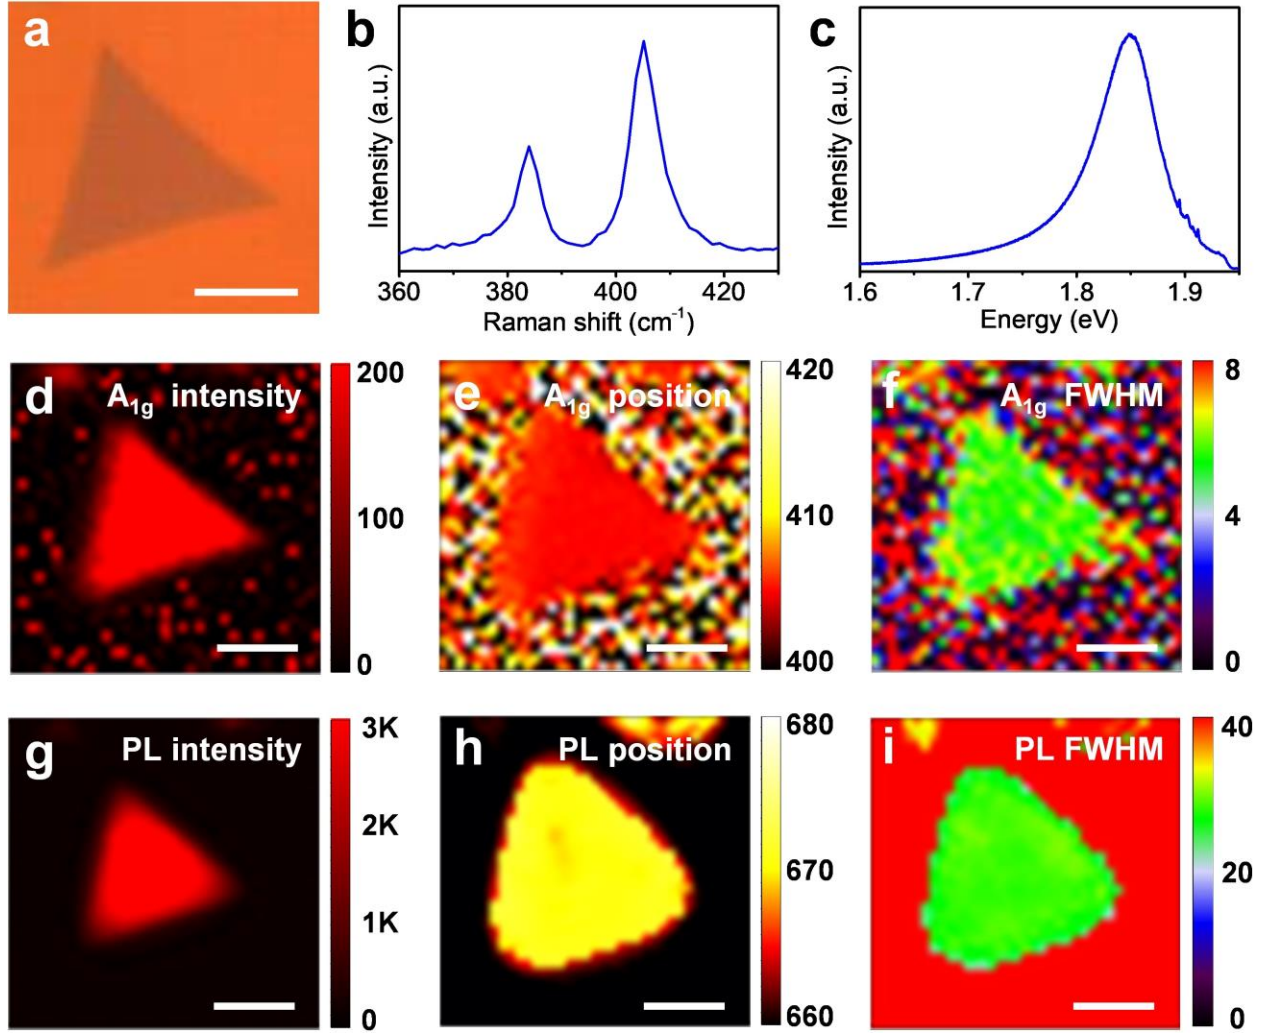 a
b
Intensity (a.u.)
360 380 400 420
Raman shift (cm⁻¹)
c
Intensity (a.u.)
1.6 1.7 1.8 1.9
Energy (eV)
d
A₁g intensity
200
100
0
e
A₁g position
420
410
400
f
A₁g FWHM
8
4
0
g
PL intensity
3K
2K
1K
0
h
PL position
680
670
660
i
PL FWHM
40
20
0